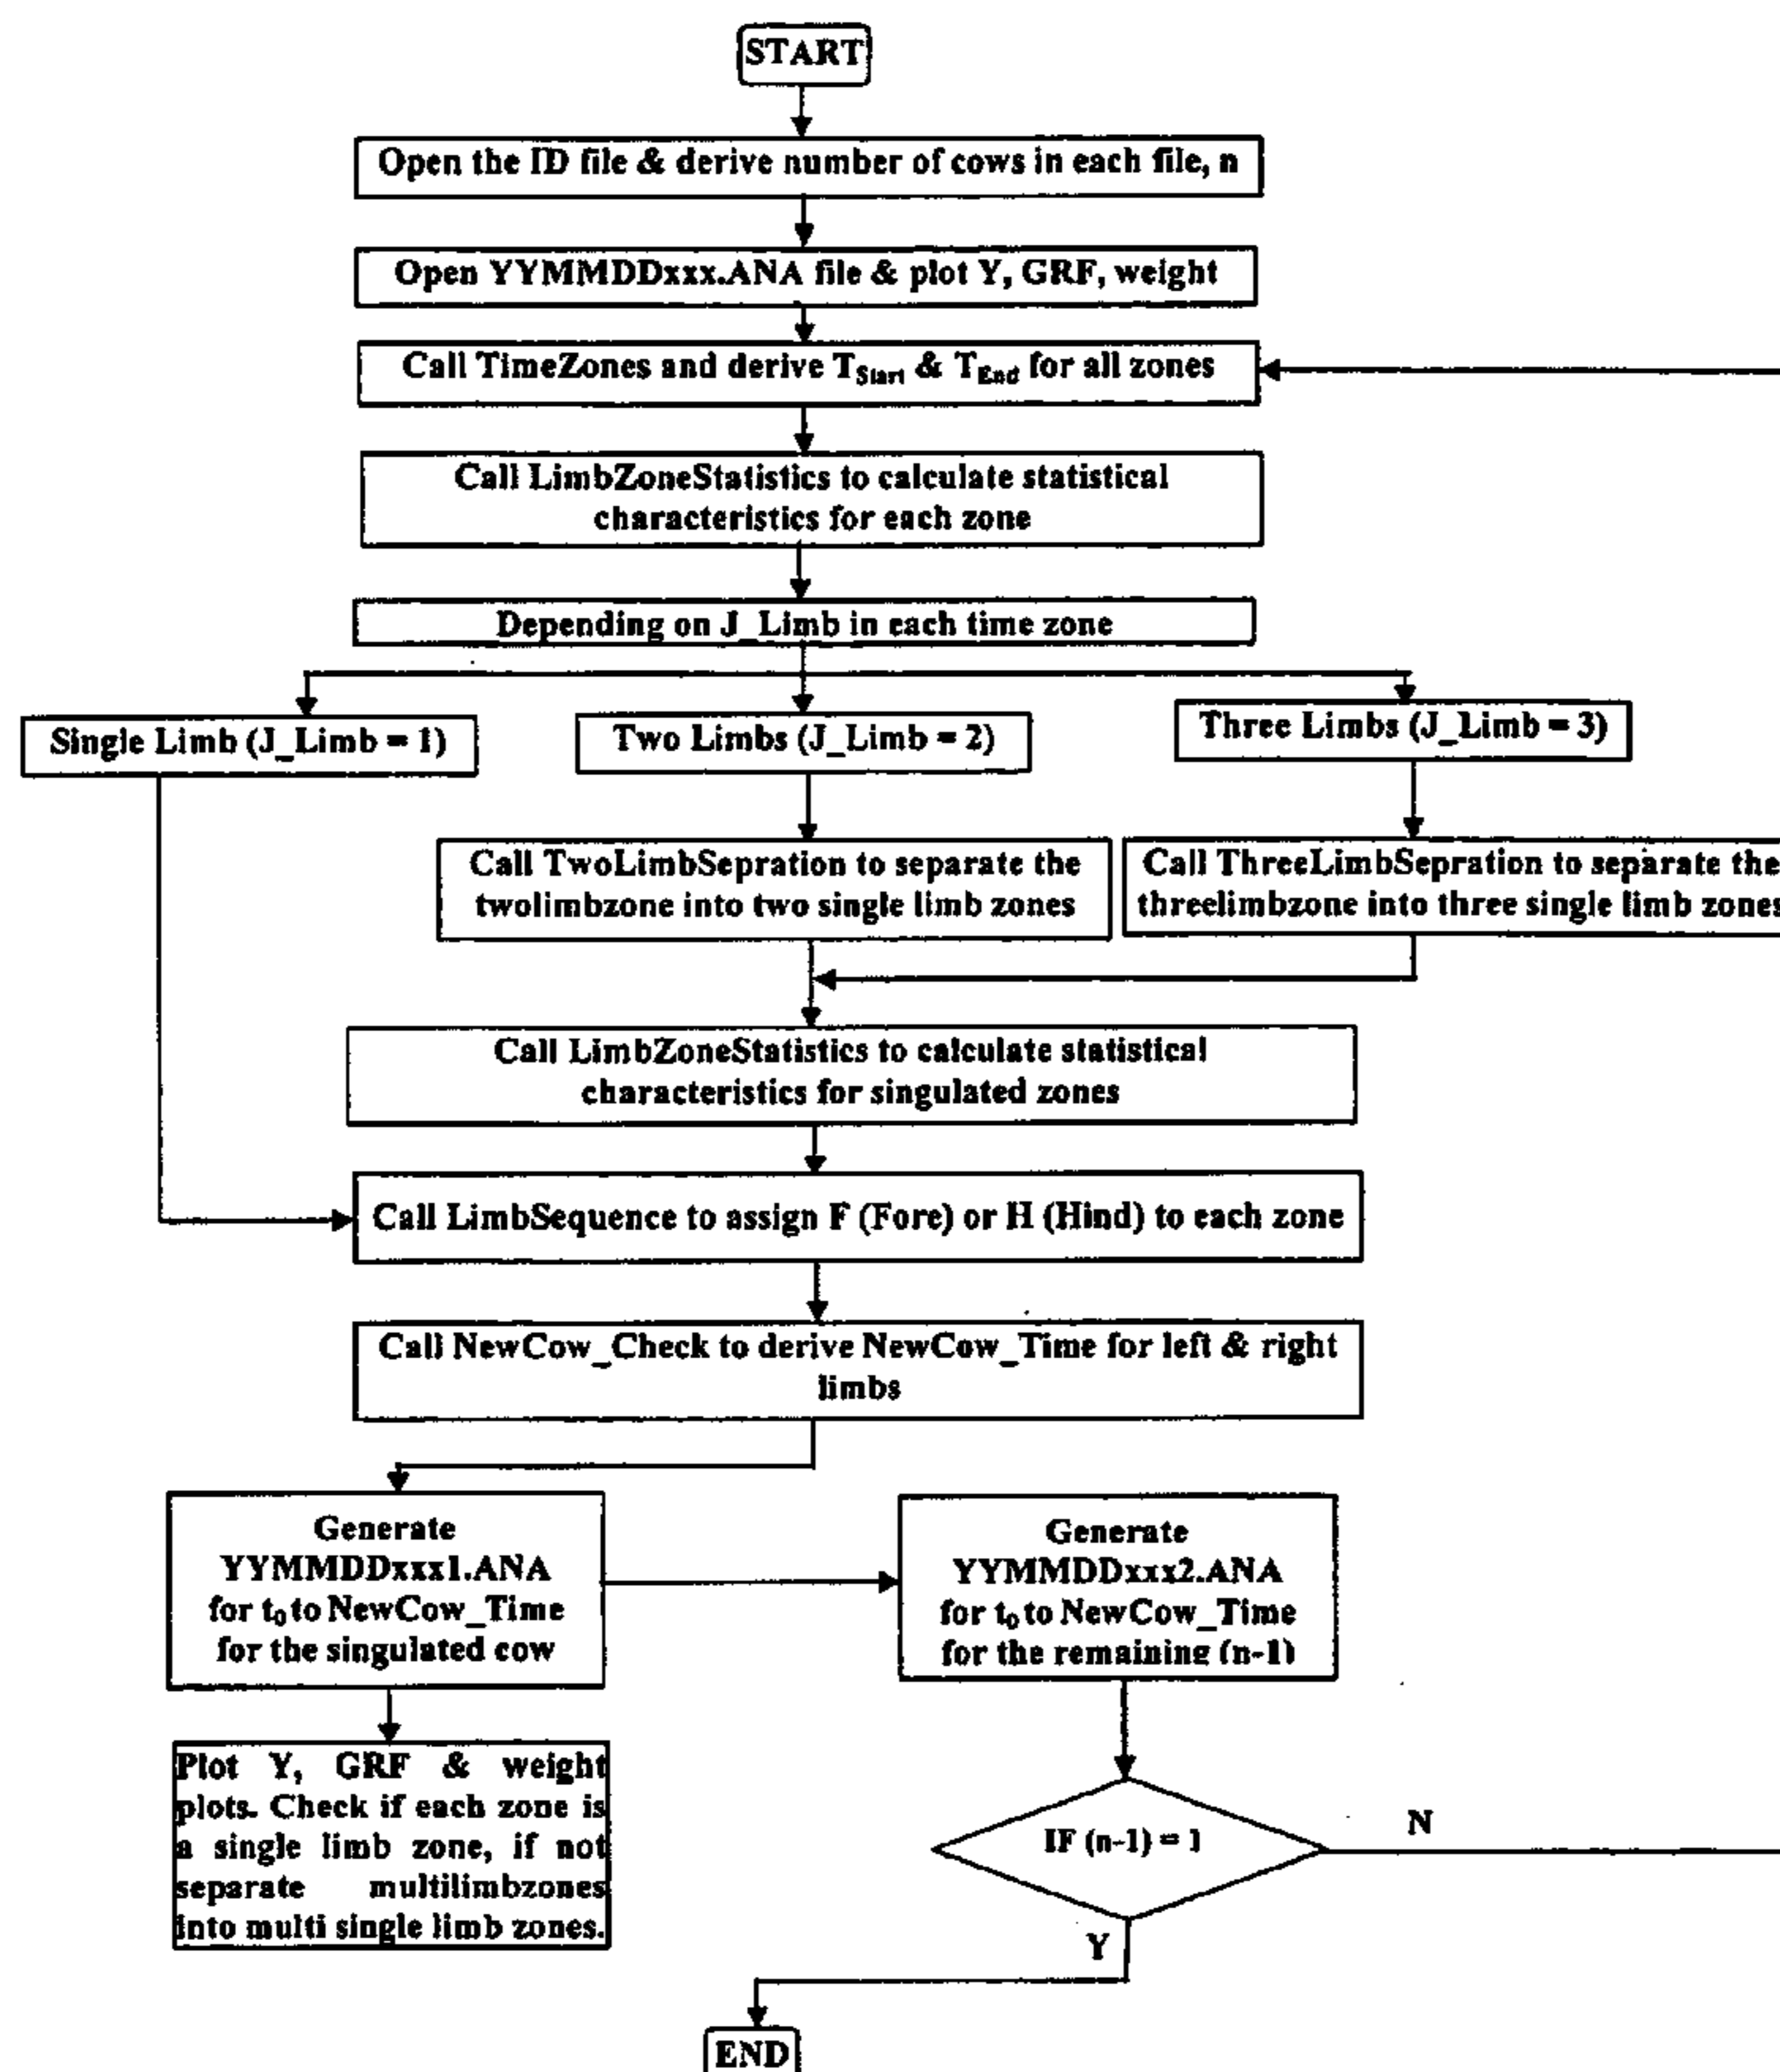 START
Open the ID file & derive number of cows in each file, n
Open YYMMDDxxx.ANA file & plot Y, GRF, weight
Call TimeZones and derive TStart & TEnd for all zones
Call LimbZoneStatistics to calculate statistical
characteristics for each zone
Depending on J_Limb in each time zone
Single Limb (J_Limb = 1)
Two Limbs (J_Limb = 2)
Three Limbs (J_Limb = 3)
Call TwoLimbSepration to separate the
twolimbzone into two single limb zones
Call ThreeLimbSepration to separate the
threelimbzone into three single limb zones
Call LimbZoneStatistics to calculate statistical
characteristics for singulated zones
Call LimbSequence to assign F (Fore) or H (Hind) to each zone
Call NewCow_Check to derive NewCow_Time for left & right
limbs
Generate
YYMMDDxxx1.ANA
for t0 to NewCow_Time
for the singulated cow
Generate
YYMMDDxxx2.ANA
for t0 to NewCow_Time
for the remaining (n-1)
Plot Y, GRF & weight
plots. Check if each zone is
a single limb zone, if not
separate multilimbzones
into multi single limb zones.
IF (n-1) = 1
N
Y
END